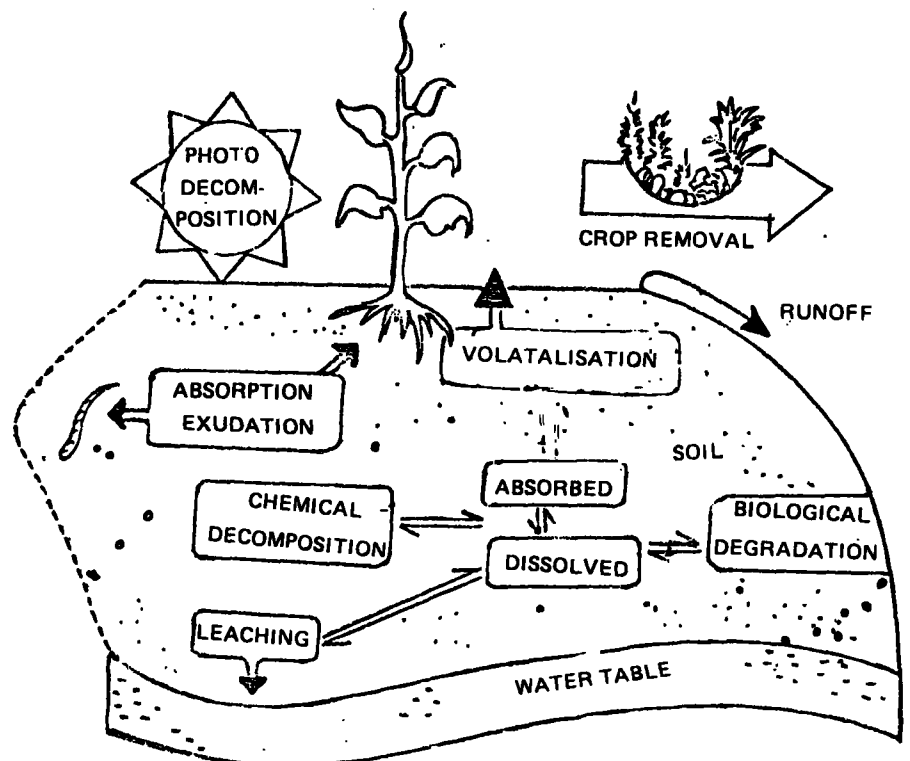 PHOTO
DECOM-
POSITION
CROP REMOVAL
RUNOFF
VOLATALISATION
ABSORPTION
EXUDATION
SOIL
ABSORBED
CHEMICAL
DECOMPOSITION
BIOLOGICAL
DEGRADATION
DISSOLVED
LEACHING
WATER TABLE